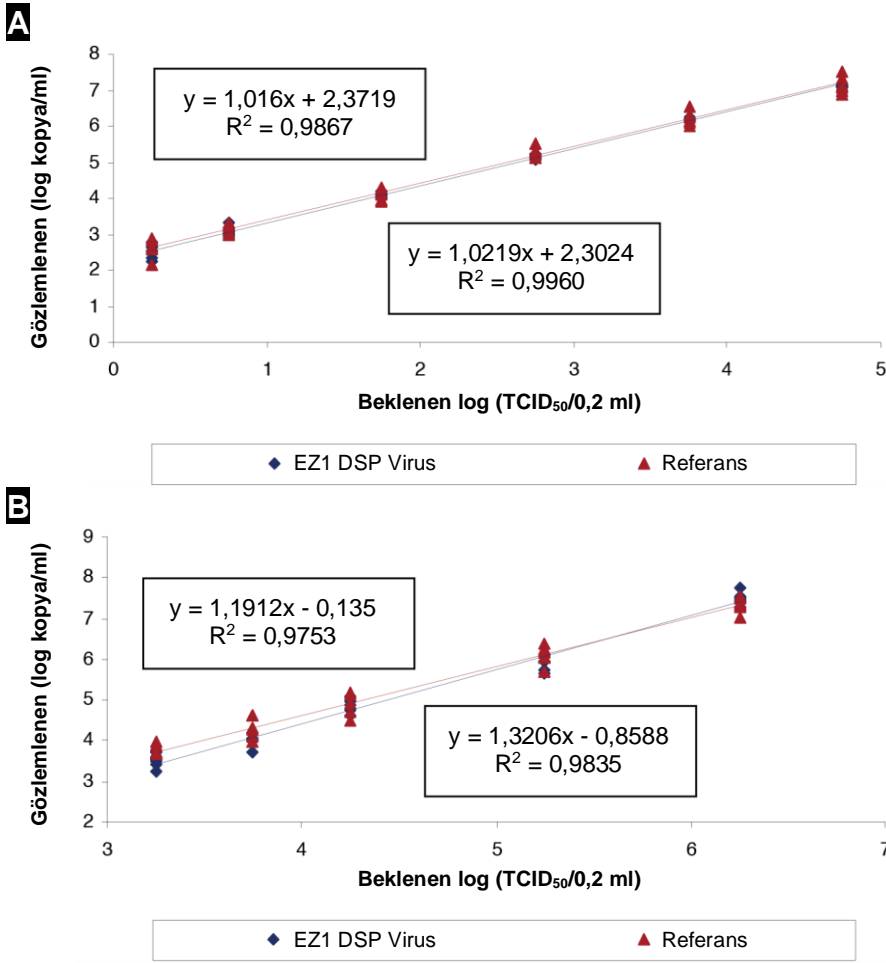 A
Gözlemlenen (log kopya/ml)
8
7
6
5
4
3
2
1
0
y = 1,016x + 2,3719
R² = 0,9867
y = 1,0219x + 2,3024
R² = 0,9960
0 1 2 3 4 5
Beklenen log (TCID₅₀/0,2 ml)
EZ1 DSP Virus Referans
B
Gözlemlenen (log kopya/ml)
9
8
7
6
5
4
3
2
y = 1,1912x - 0,135
R² = 0,9753
y = 1,3206x - 0,8588
R² = 0,9835
3 4 5 6 7
Beklenen log (TCID₅₀/0,2 ml)
EZ1 DSP Virus Referans